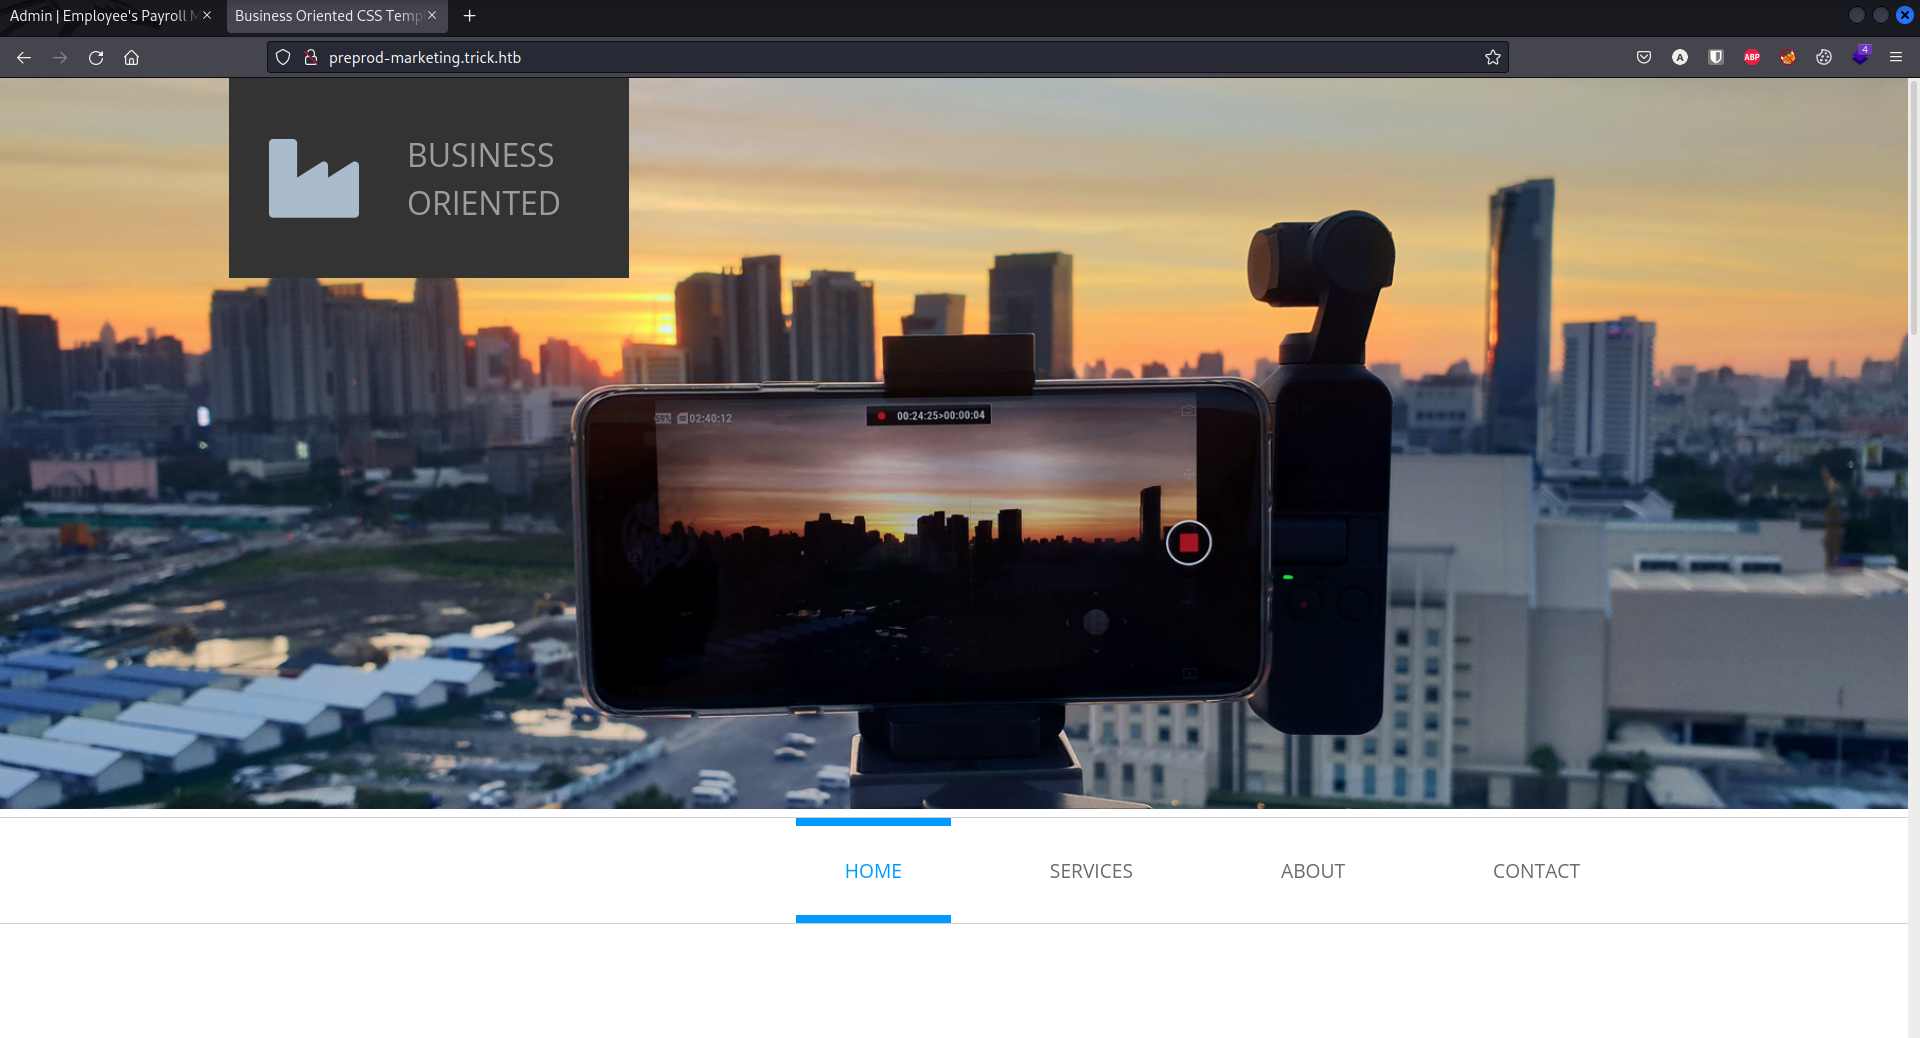 Admin | Employee's Payroll M
Business Oriented CSS Temp
preprod-marketing.trick.htb
A
ABP
4
BUSINESS
ORIENTED
02:40:12
00:24:25>00:00:04
HOME
SERVICES
ABOUT
CONTACT